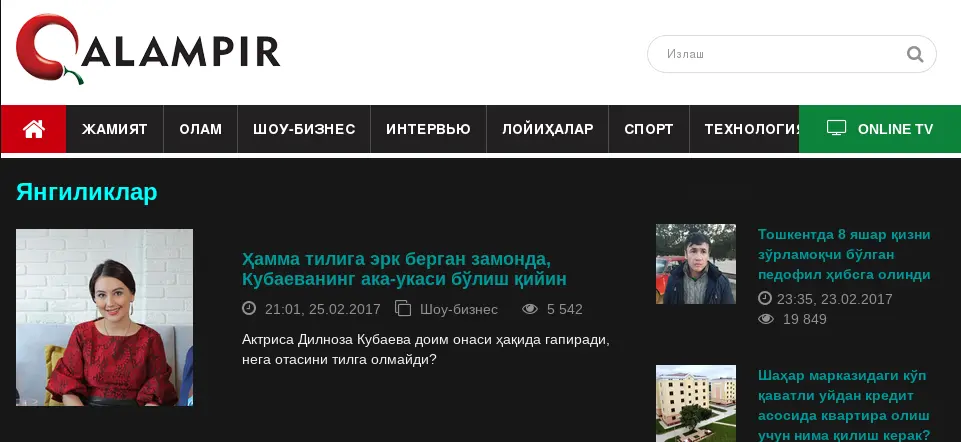 QALAMPIR
Излаш
ЖАМИЯТ
ОЛАМ
ШОУ-БИЗНЕС
ИНТЕРВЬЮ
ЛОЙИҲАЛАР
СПОРТ
ТЕХНОЛОГИЯ
ONLINE TV
Янгиликлар
Ҳамма тилига эрк берган замонда,
Кубаеванинг ака-укаси бўлиш қийин
21:01, 25.02.2017 Шоу-бизнес 5 542
Актриса Дилноза Кубаева доим онаси ҳақида гапиради,
нега отасини тилга олмайди?
Тошкентда 8 яшар қизни
зўрламоқчи бўлган
педофил ҳибсга олинди
23:35, 23.02.2017
19 849
Шаҳар марказидаги кўп
қаватли уйдан кредит
асосида квартира олиш
учун нима қилиш керак?